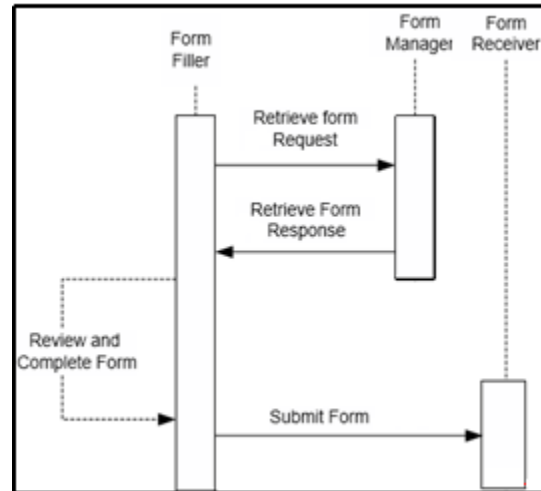 Form
Filler
Form
Manager
Form
Receiver
Retrieve form
Request
Retrieve Form
Response
Review and
Complete Form
Submit Form